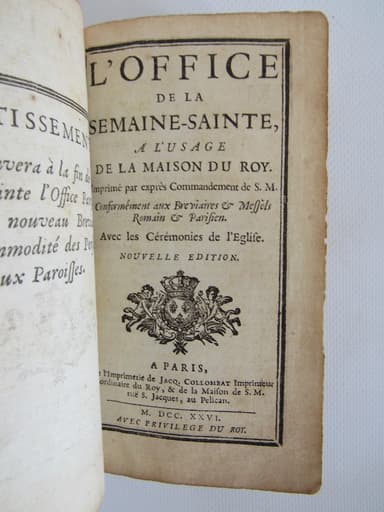 TISSEMENT
vera à la fin de
inte l'Office
nouveau
mmodité des
ux Paroisses.
L'OFFICE
DE LA
SEMAINE-SAINTE,
A L'USAGE
DE LA MAISON DU ROY.
Imprimé par exprès Commandement de S. M.
Conformément aux Breviaires & Messels
Romain & Parisien.
Avec les Cérémonies de l'Eglise.
NOUVELLE EDITION.
A PARIS,
l'Imprimerie de JACQ. COLLOMBAT Imprimeur
ordinaire du Roy, & de la Maison de S. M.
ruë S. Jacques, au Pelican.
M. DCC. XXVI.
AVEC PRIVILEGE DU ROY.